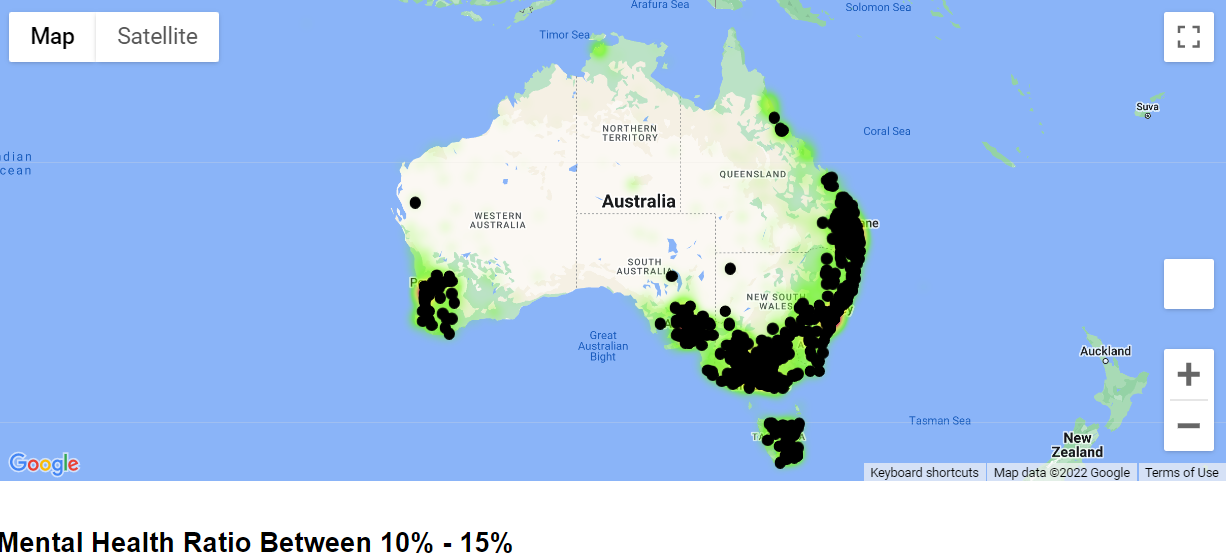 Arafura Sea
Solomon Sea
Map
Satellite
Timor Sea
Suva
NORTHERN
TERRITORY
Coral Sea
dian
cean
QUEENSLAND
Australia
WESTERN
AUSTRALIA
ne
SOUTH
AUSTRALIA
P
NEW SOUTH
WALES
y
Great
Australian
Bight
Auckland
Tasman Sea
New
Zealand
Google
Keyboard shortcuts
Map data ©2022 Google
Terms of Use
Mental Health Ratio Between 10% - 15%